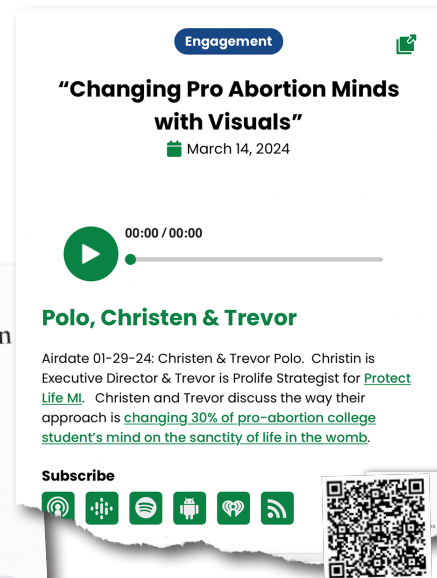 Engagement
“Changing Pro Abortion Minds
with Visuals”
March 14, 2024
00:00 / 00:00
n
Polo, Christen & Trevor
Airdate 01-29-24: Christen & Trevor Polo. Christin is
Executive Director & Trevor is Prolife Strategist for Protect
Life MI. Christen and Trevor discuss the way their
approach is changing 30% of pro-abortion college
student’s mind on the sanctity of life in the womb.
Subscribe